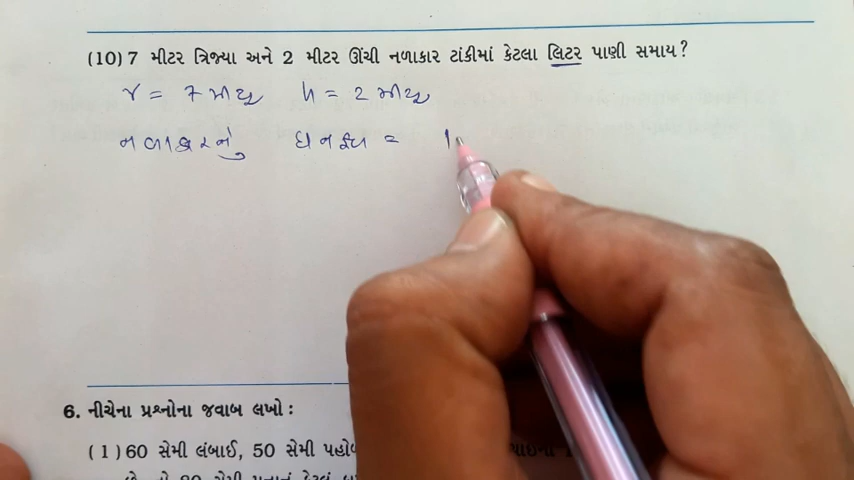 (10) 7 મીટર ત્રિજ્યા અને 2 મીટર ઊંચી નળાકાર ટાંકીમાં કેટલા લિટર પાણી સમાય?
r = 7 મીટર h = 2 મીટર
નળાકારનું ઘનફળ =
6. નીચેના પ્રશ્નોના જવાબ લખો :
(1) 60 સેમી લંબાઈ, 50 સેમી